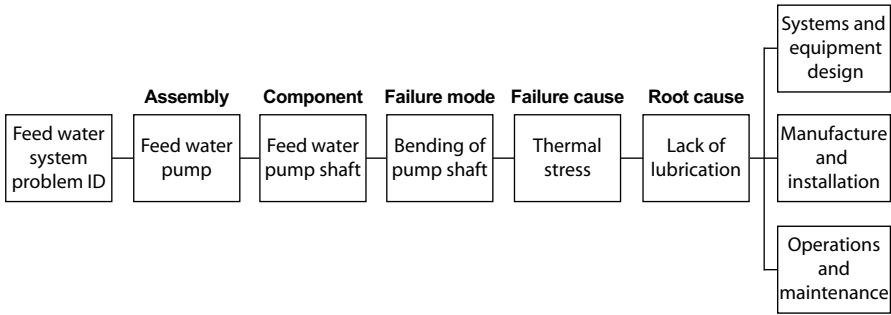 Systems and
equipment
design
Assembly
Component
Failure mode
Failure cause
Root cause
Feed water
system
problem ID
Feed water
pump
Feed water
pump shaft
Bending of
pump shaft
Thermal
stress
Lack of
lubrication
Manufacture
and
installation
Operations
and
maintenance